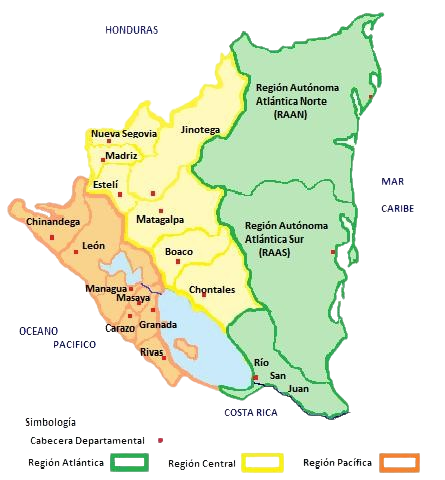 HONDURAS
Región Autónoma
Atlántica Norte
(RAAN)
Jinotega
Nueva Segovia
Madriz
Estelí
MAR
CARIBE
Matagalpa
Chinandega
León
Región Autónoma
Atlántica Sur
(RAAS)
Boaco
Chontales
Managua
Masaya
Carazo
Granada
OCEANO
PACIFICO
Rivas
Río
San
Juan
COSTA RICA
Simbología
Cabecera Departamental
Región Atlántica
Región Central
Región Pacífica